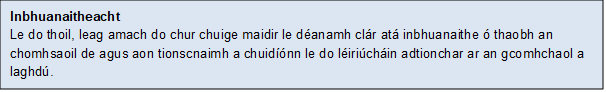 Inbhuanaitheacht
Le do thoil, leag amach do chur chuige maidir le déanamh clár atá inbhuanaithe ó thaobh an
chomhsaoil de agus aon tionscnaimh a chuidíonn le do léiriúcháin adtionchar ar an gcomhchaol a
laghdú.